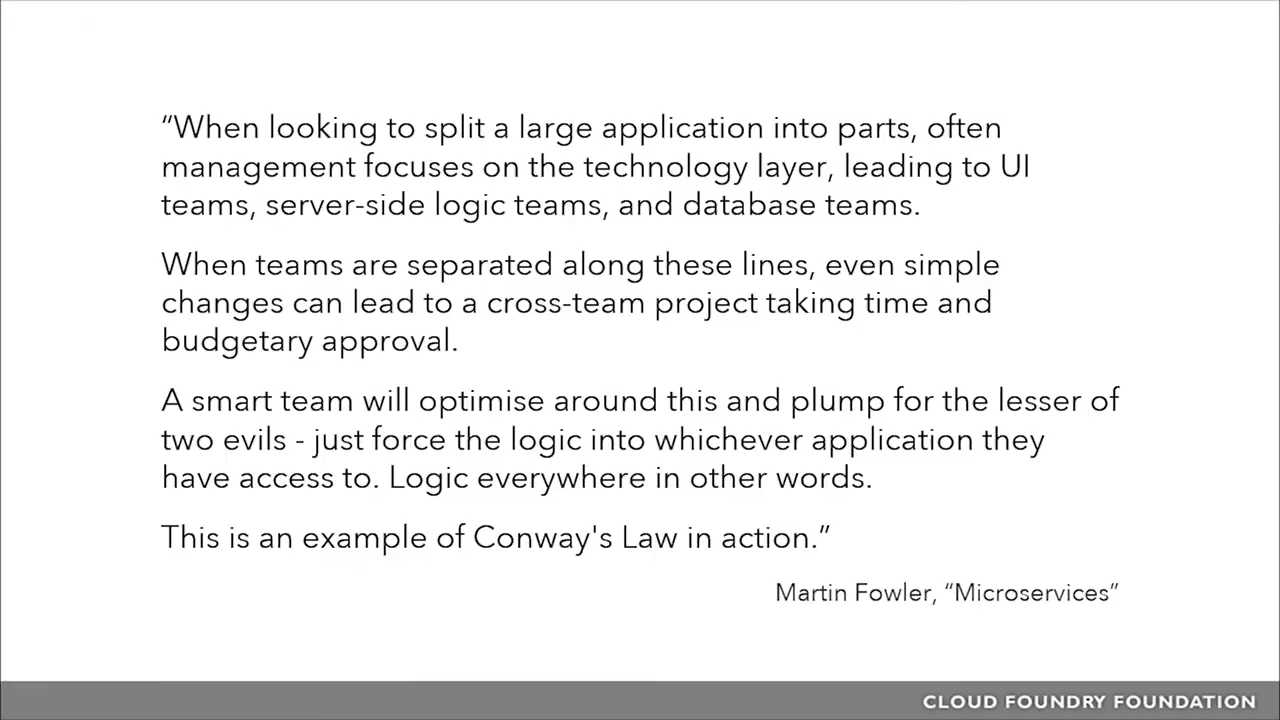 “When looking to split a large application into parts, often
management focuses on the technology layer, leading to UI
teams, server-side logic teams, and database teams.
When teams are separated along these lines, even simple
changes can lead to a cross-team project taking time and
budgetary approval.
A smart team will optimise around this and plump for the lesser of
two evils - just force the logic into whichever application they
have access to. Logic everywhere in other words.
This is an example of Conway's Law in action.”
Martin Fowler, “Microservices”
CLOUD FOUNDRY FOUNDATION